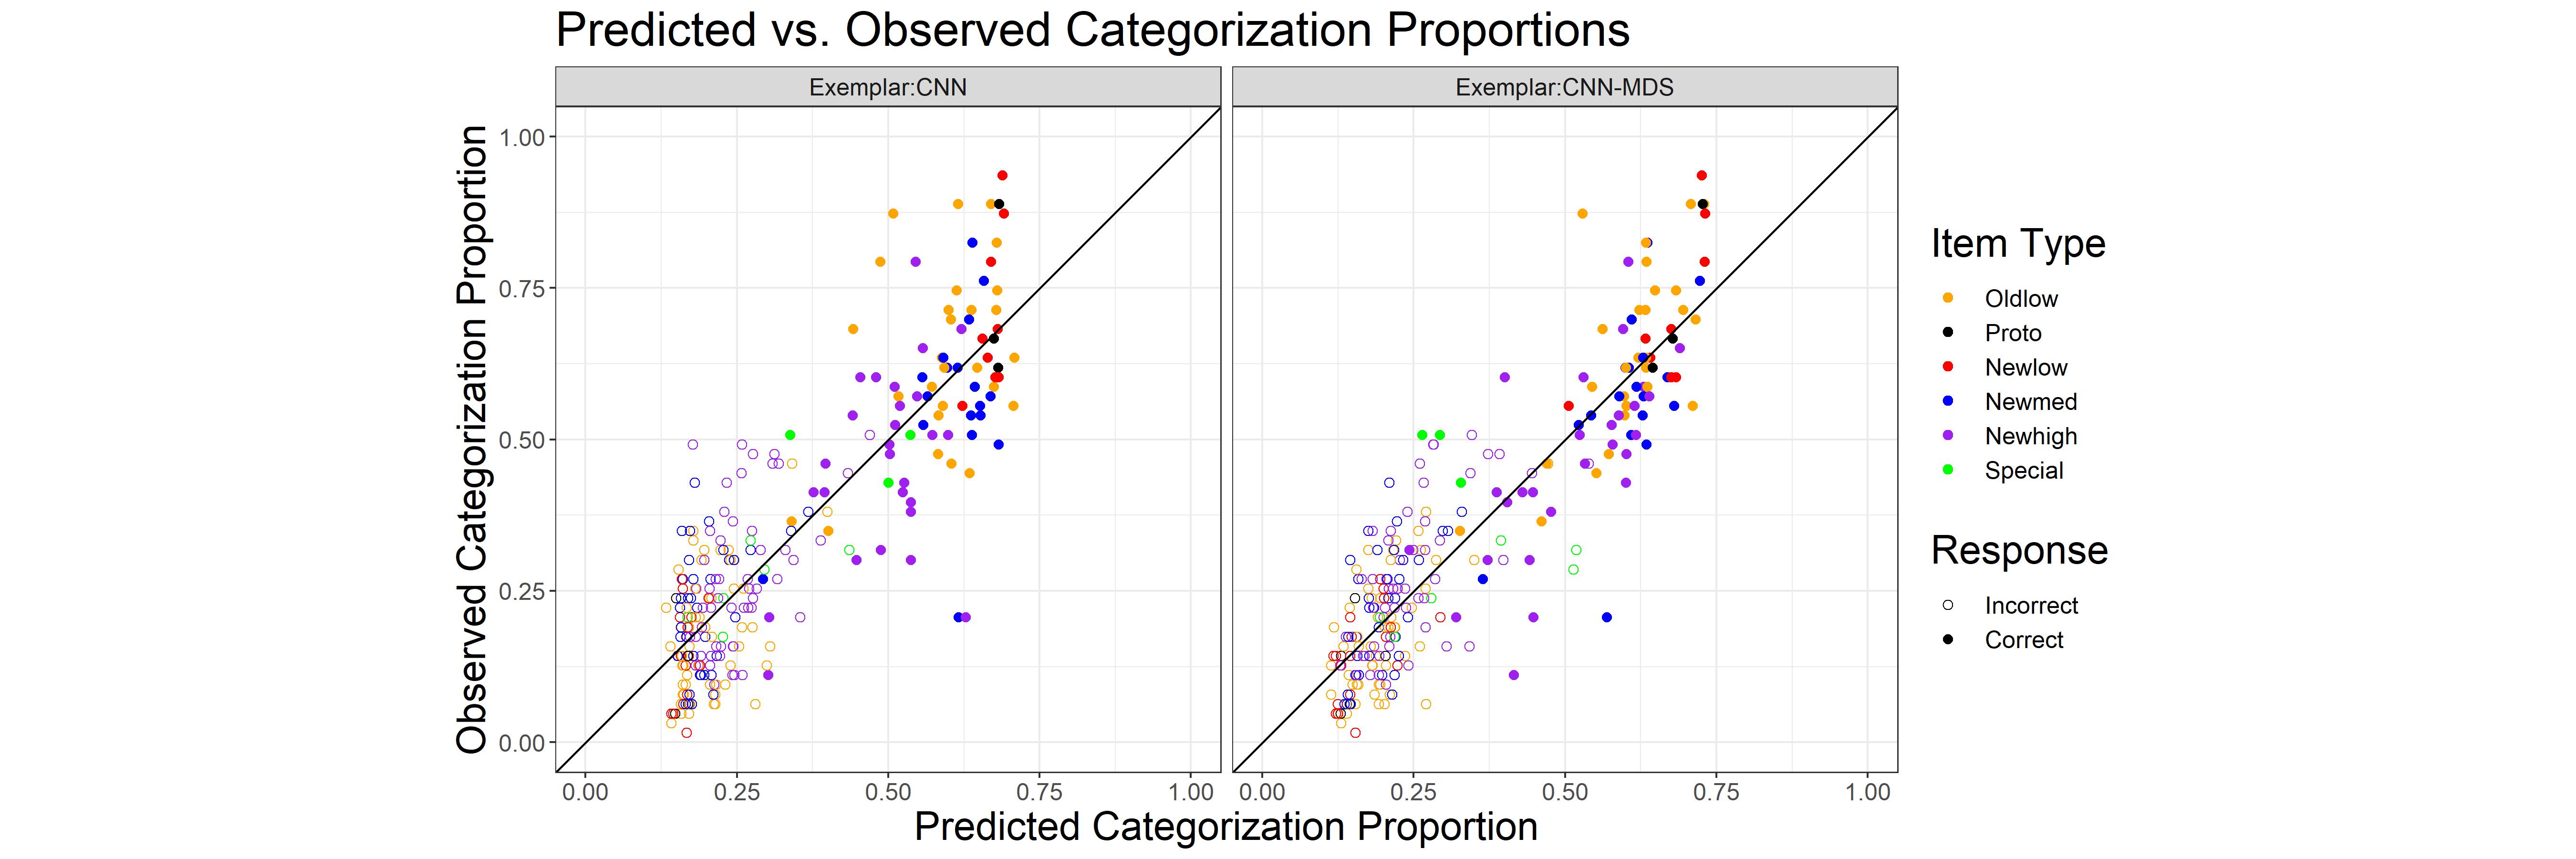 Predicted vs. Observed Categorization Proportions
Exemplar:CNN
Exemplar:CNN-MDS
Observed Categorization Proportion
1.00
0.75
0.50
0.25
0.00
0.00 0.25 0.50 0.75 1.00
0.00 0.25 0.50 0.75 1.00
Predicted Categorization Proportion
Item Type
Oldlow
Proto
Newlow
Newmed
Newhigh
Special
Response
Incorrect
Correct